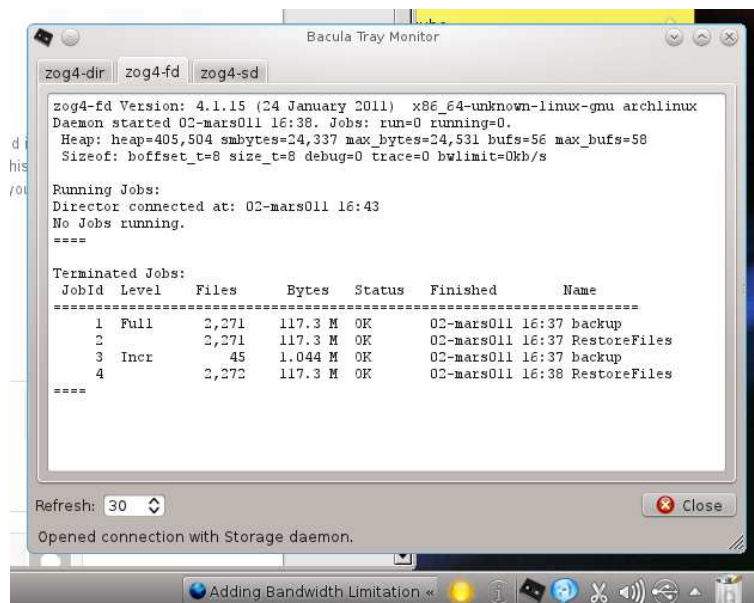 Bacula Tray Monitor
zog4-dir zog4-fd zog4-sd
zog4-fd Version: 4.1.15 (24 January 2011) x86_64-unknown-linux-gnu archlinux
Daemon started 02-mars011 16:38. Jobs: run=0 running=0.
Heap: heap=405,504 smbytes=24,337 max_bytes=24,531 bufs=56 max_bufs=58
Sizeof: boffset_t=8 size_t=8 debug=0 trace=0 bwlimit=0kb/s
Running Jobs:
Director connected at: 02-mars011 16:43
No Jobs running.
====
Terminated Jobs:
JobId Level Files Bytes Status Finished Name
======================================================================
1 Full 2,271 117.3 M OK 02-mars011 16:37 backup
2 2,271 117.3 M OK 02-mars011 16:37 RestoreFiles
3 Incr 45 1.044 M OK 02-mars011 16:37 backup
4 2,272 117.3 M OK 02-mars011 16:38 RestoreFiles
====
Refresh: 30 Close
Opened connection with Storage daemon.
Adding Bandwidth Limitation «